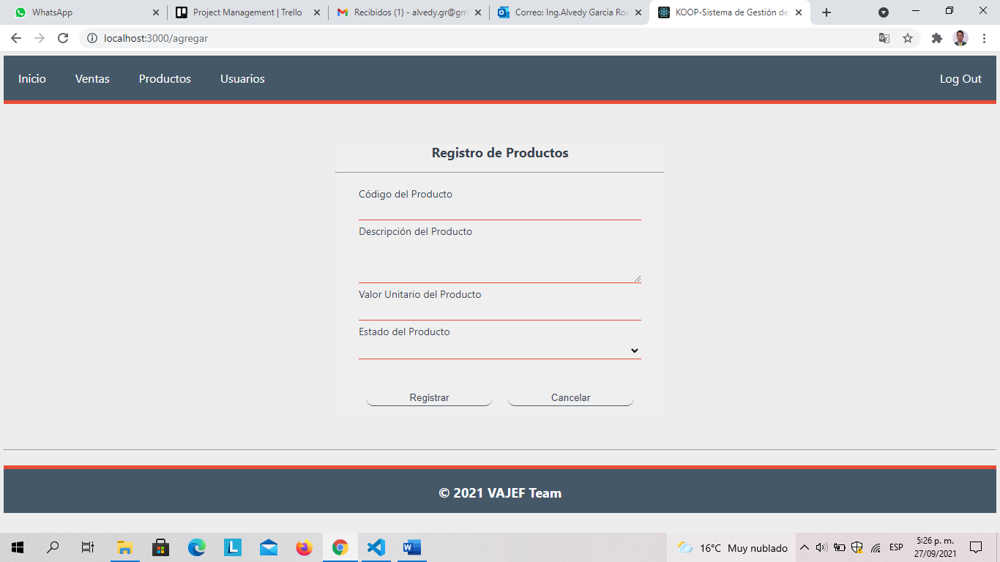 WhatsApp
Project Management | Trello
Recibidos (1) - alvedy.gr@gm
Correo: Ing.Alvedy Garcia Roc
KOOP-Sistema de Gestión de
localhost:3000/agregar
Inicio Ventas Productos Usuarios Log Out
Registro de Productos
Código del Producto
Descripción del Producto
Valor Unitario del Producto
Estado del Producto
Registrar Cancelar
© 2021 VAJEF Team
16°C Muy nublado
ESP
5:26 p. m.
27/09/2021